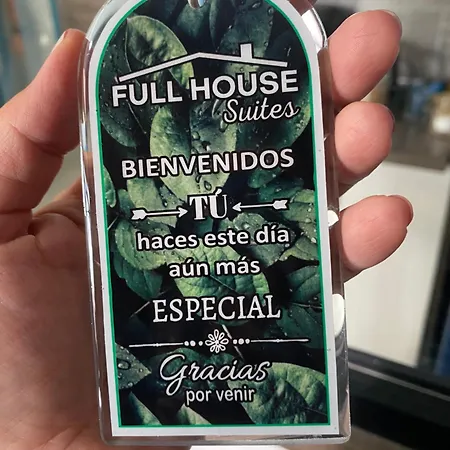 FULL HOUSE
Suites
BIENVENIDOS
TÚ
haces este día
aún más
ESPECIAL
Gracias
por venir